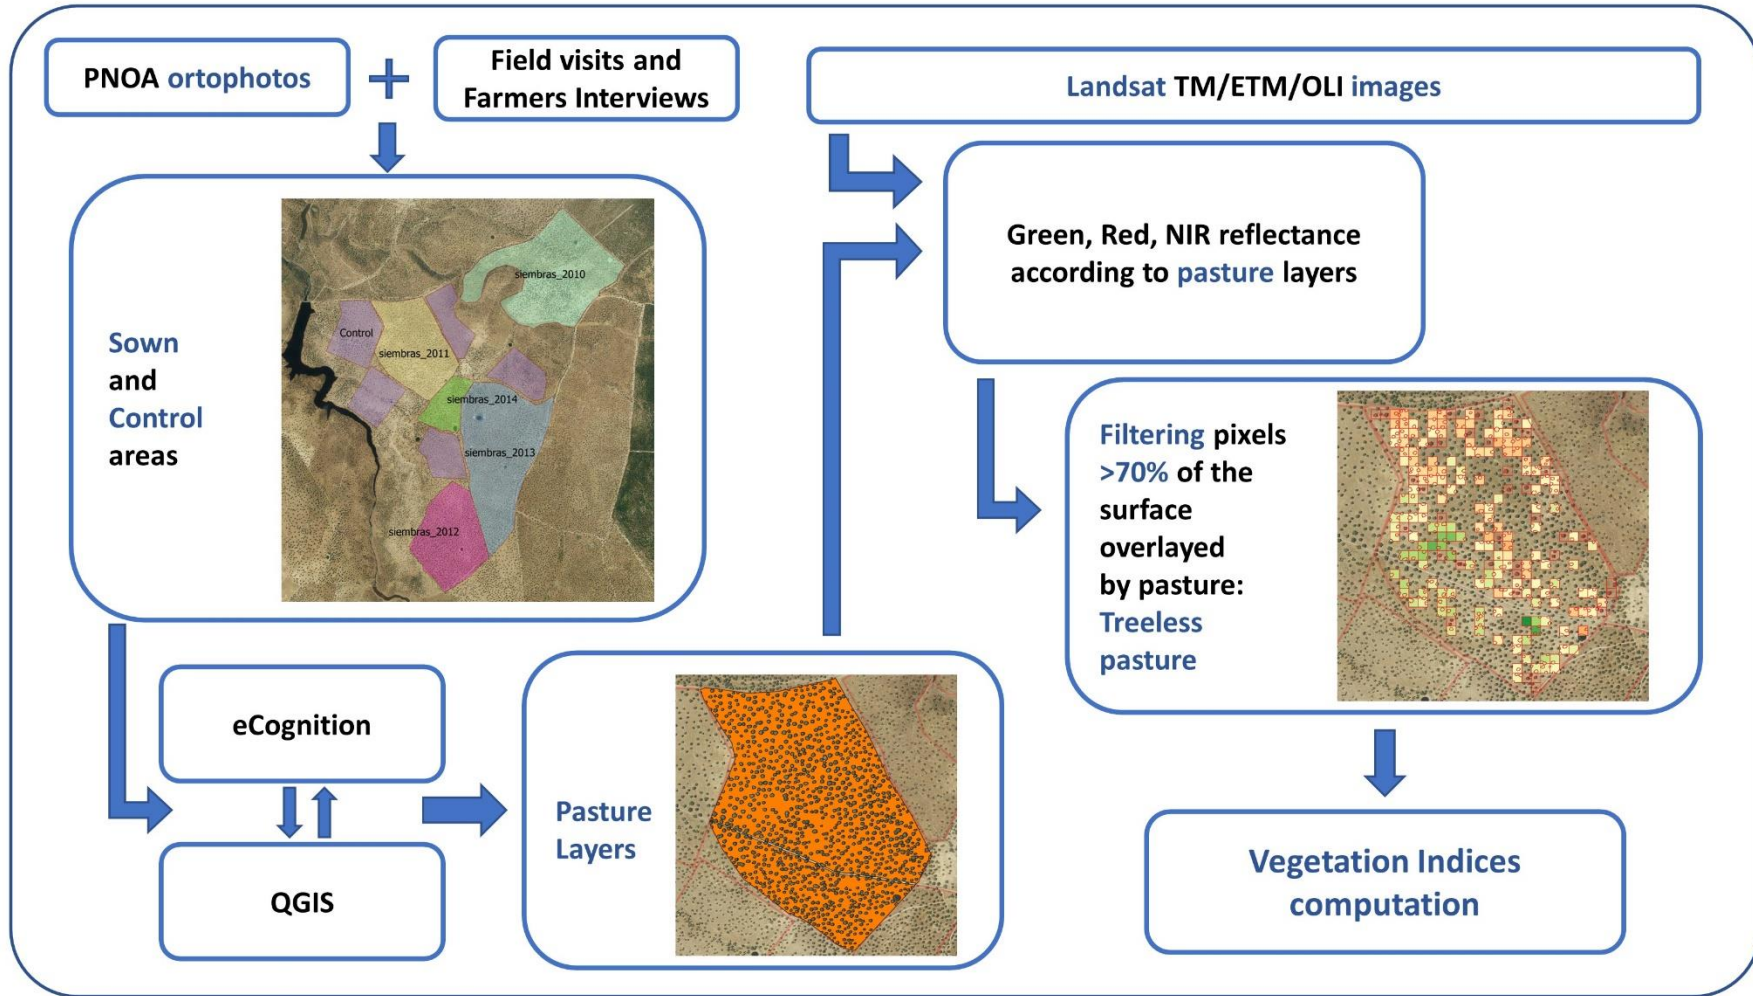 PNOA ortophotos
Field visits and
Farmers Interviews
Landsat TM/ETM/OLI images
Sown
and
Control
areas
siembras_2010
Control
siembras_2011
siembras_2014
siembras_2013
siembras_2012
Green, Red, NIR reflectance
according to pasture layers
Filtering pixels
>70% of the
surface
overlayed
by pasture:
Treeless
pasture
eCognition
QGIS
Pasture
Layers
Vegetation Indices
computation